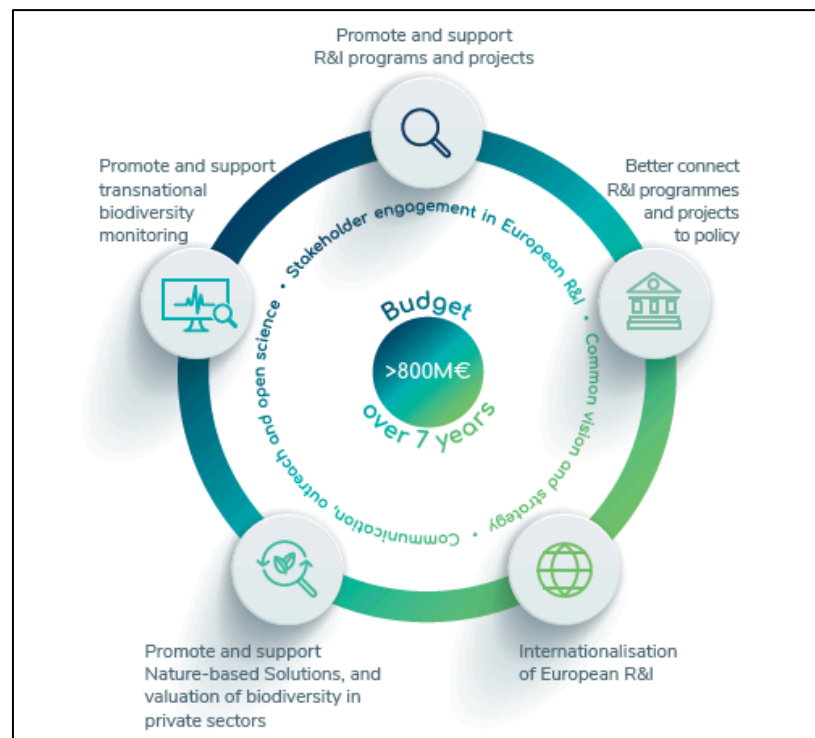 Promote and support
R&I programs and projects
Better connect
R&I programmes
and projects
to policy
Internationalisation
of European R&I
Promote and support
Nature-based Solutions, and
valuation of biodiversity in
private sectors
Promote and support
transnational
biodiversity
monitoring
Stakeholder engagement in European R&I • Common vision and strategy • Communication, outreach and open science •
Budget
>800M€
over 7 years